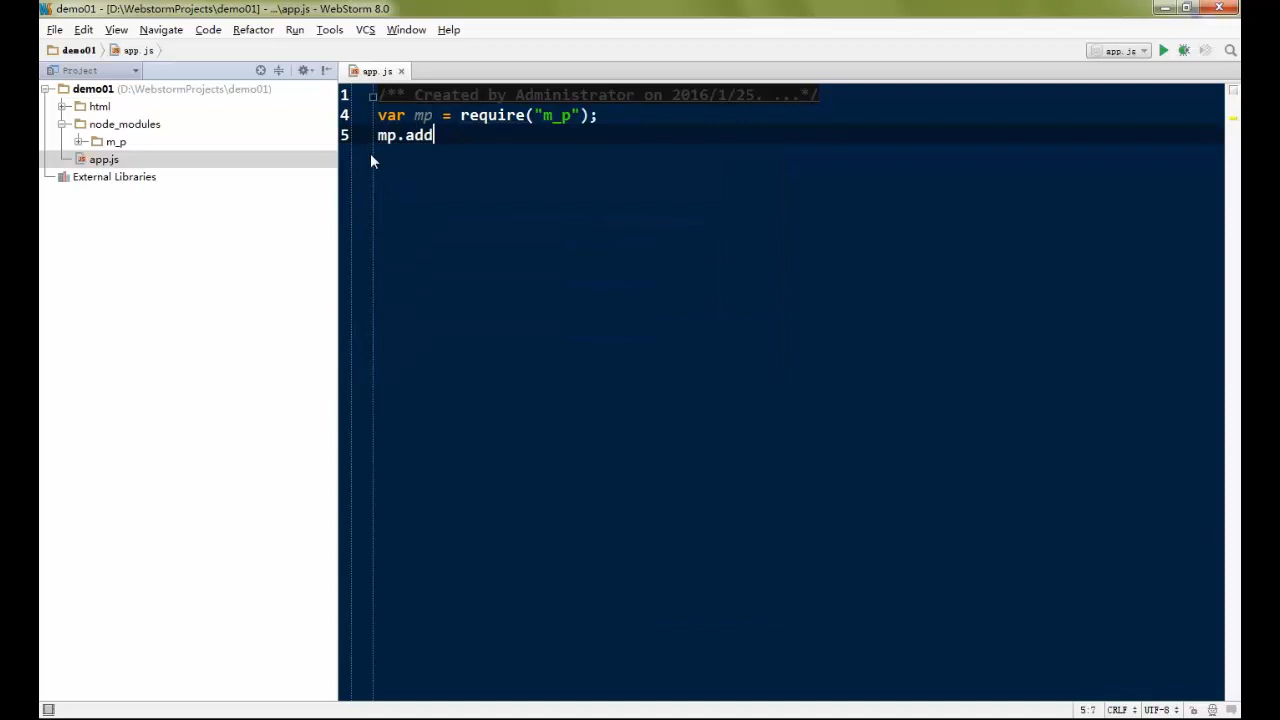 demo01 - [D:\WebstormProjects\demo01] - ...\app.js - WebStorm 8.0
File Edit View Navigate Code Refactor Run Tools VCS Window Help
demo01 app.js app.js
Project app.js
demo01 (D:\WebstormProjects\demo01)
html
node_modules
m_p
app.js
External Libraries
1 /** Created by Administrator on 2016/1/25. ...*/
4 var mp = require("m_p");
5 mp.add
5:7 CRLF UTF-8